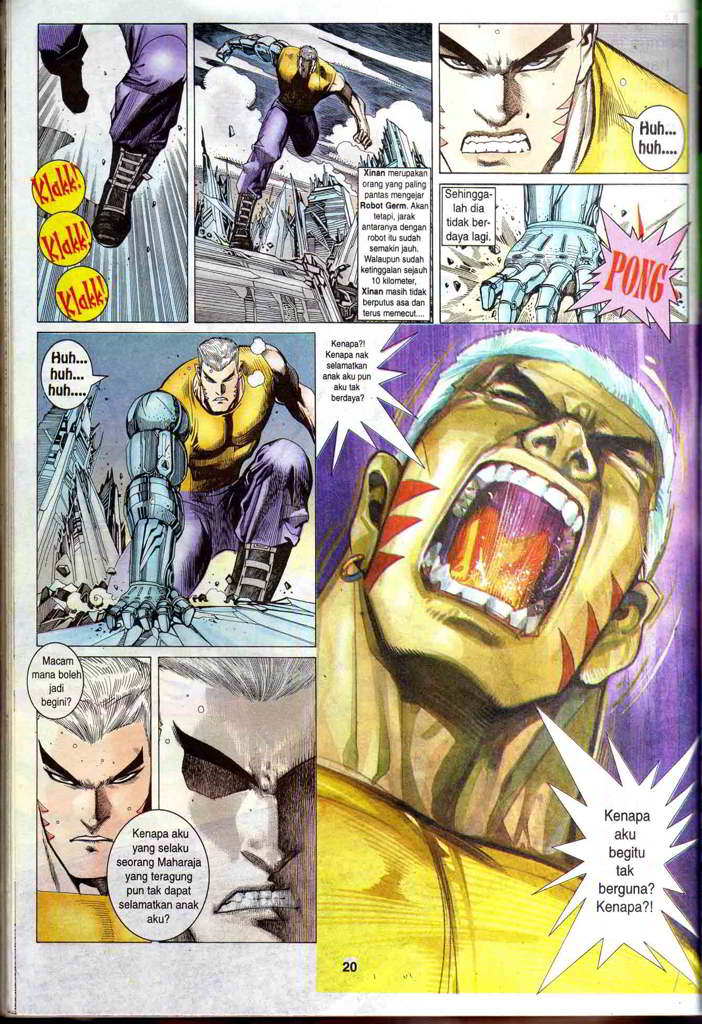 Klakk!
Klakk!
Klakk!
Xinan merupakan
orang yang paling
pantas mengejar
Robot Germ. Akan
tetapi, jarak
antaranya dengan
robot itu sudah
semakin jauh.
Walaupun sudah
ketinggalan sejauh
10 kilometer,
Xinan masih tidak
berputus asa dan
terus memecut....
Huh...
huh....
Sehingga-
lah dia
tidak ber-
daya lagi.
PONG
Huh...
huh...
huh....
Kenapa?!
Kenapa nak
selamatkan
anak aku pun
aku tak
berdaya?
Macam
mana boleh
jadi
begini?
Kenapa aku
yang selaku
seorang Maharaja
yang teragung
pun tak dapat
selamatkan anak
aku?
Kenapa
aku
begitu
tak
berguna?
Kenapa?!
20